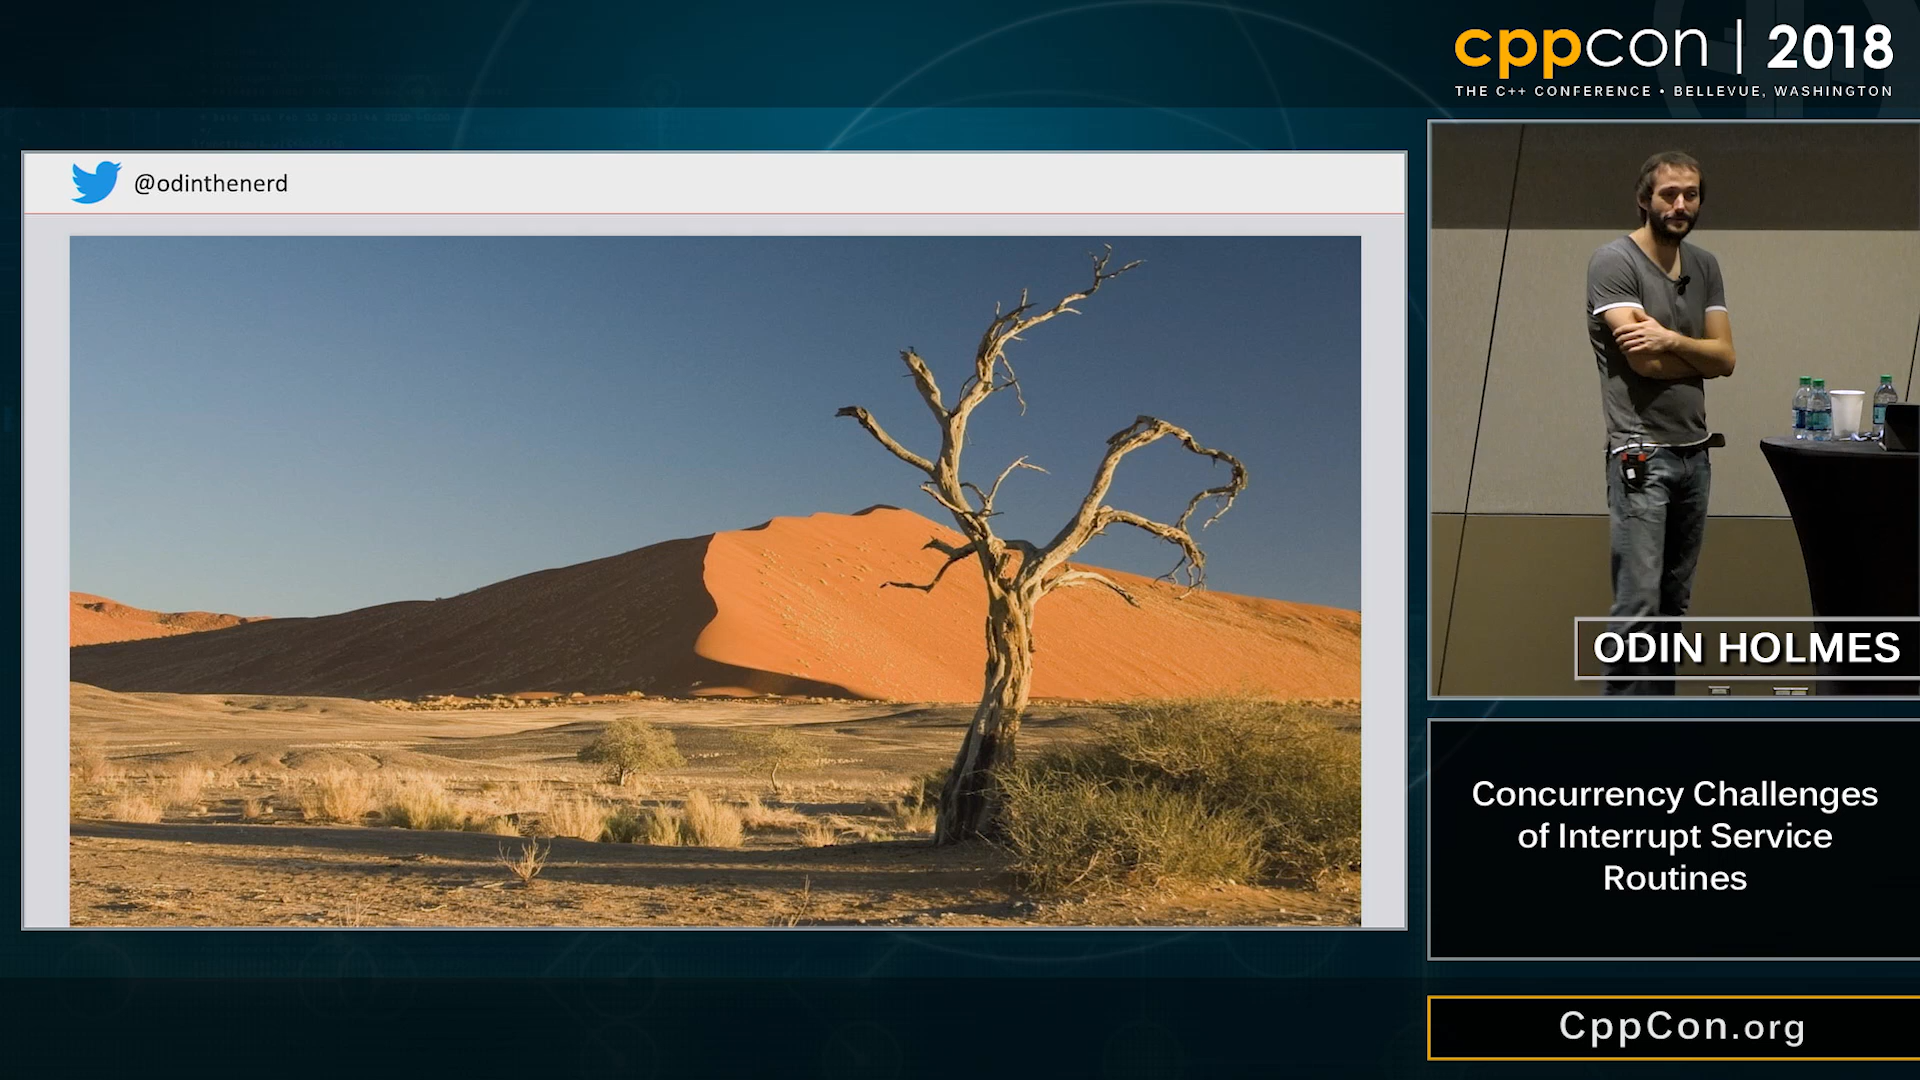 cppcon | 2018
THE C++ CONFERENCE • BELLEVUE, WASHINGTON
@odinthenerd
ODIN HOLMES
Concurrency Challenges
of Interrupt Service
Routines
CppCon.org